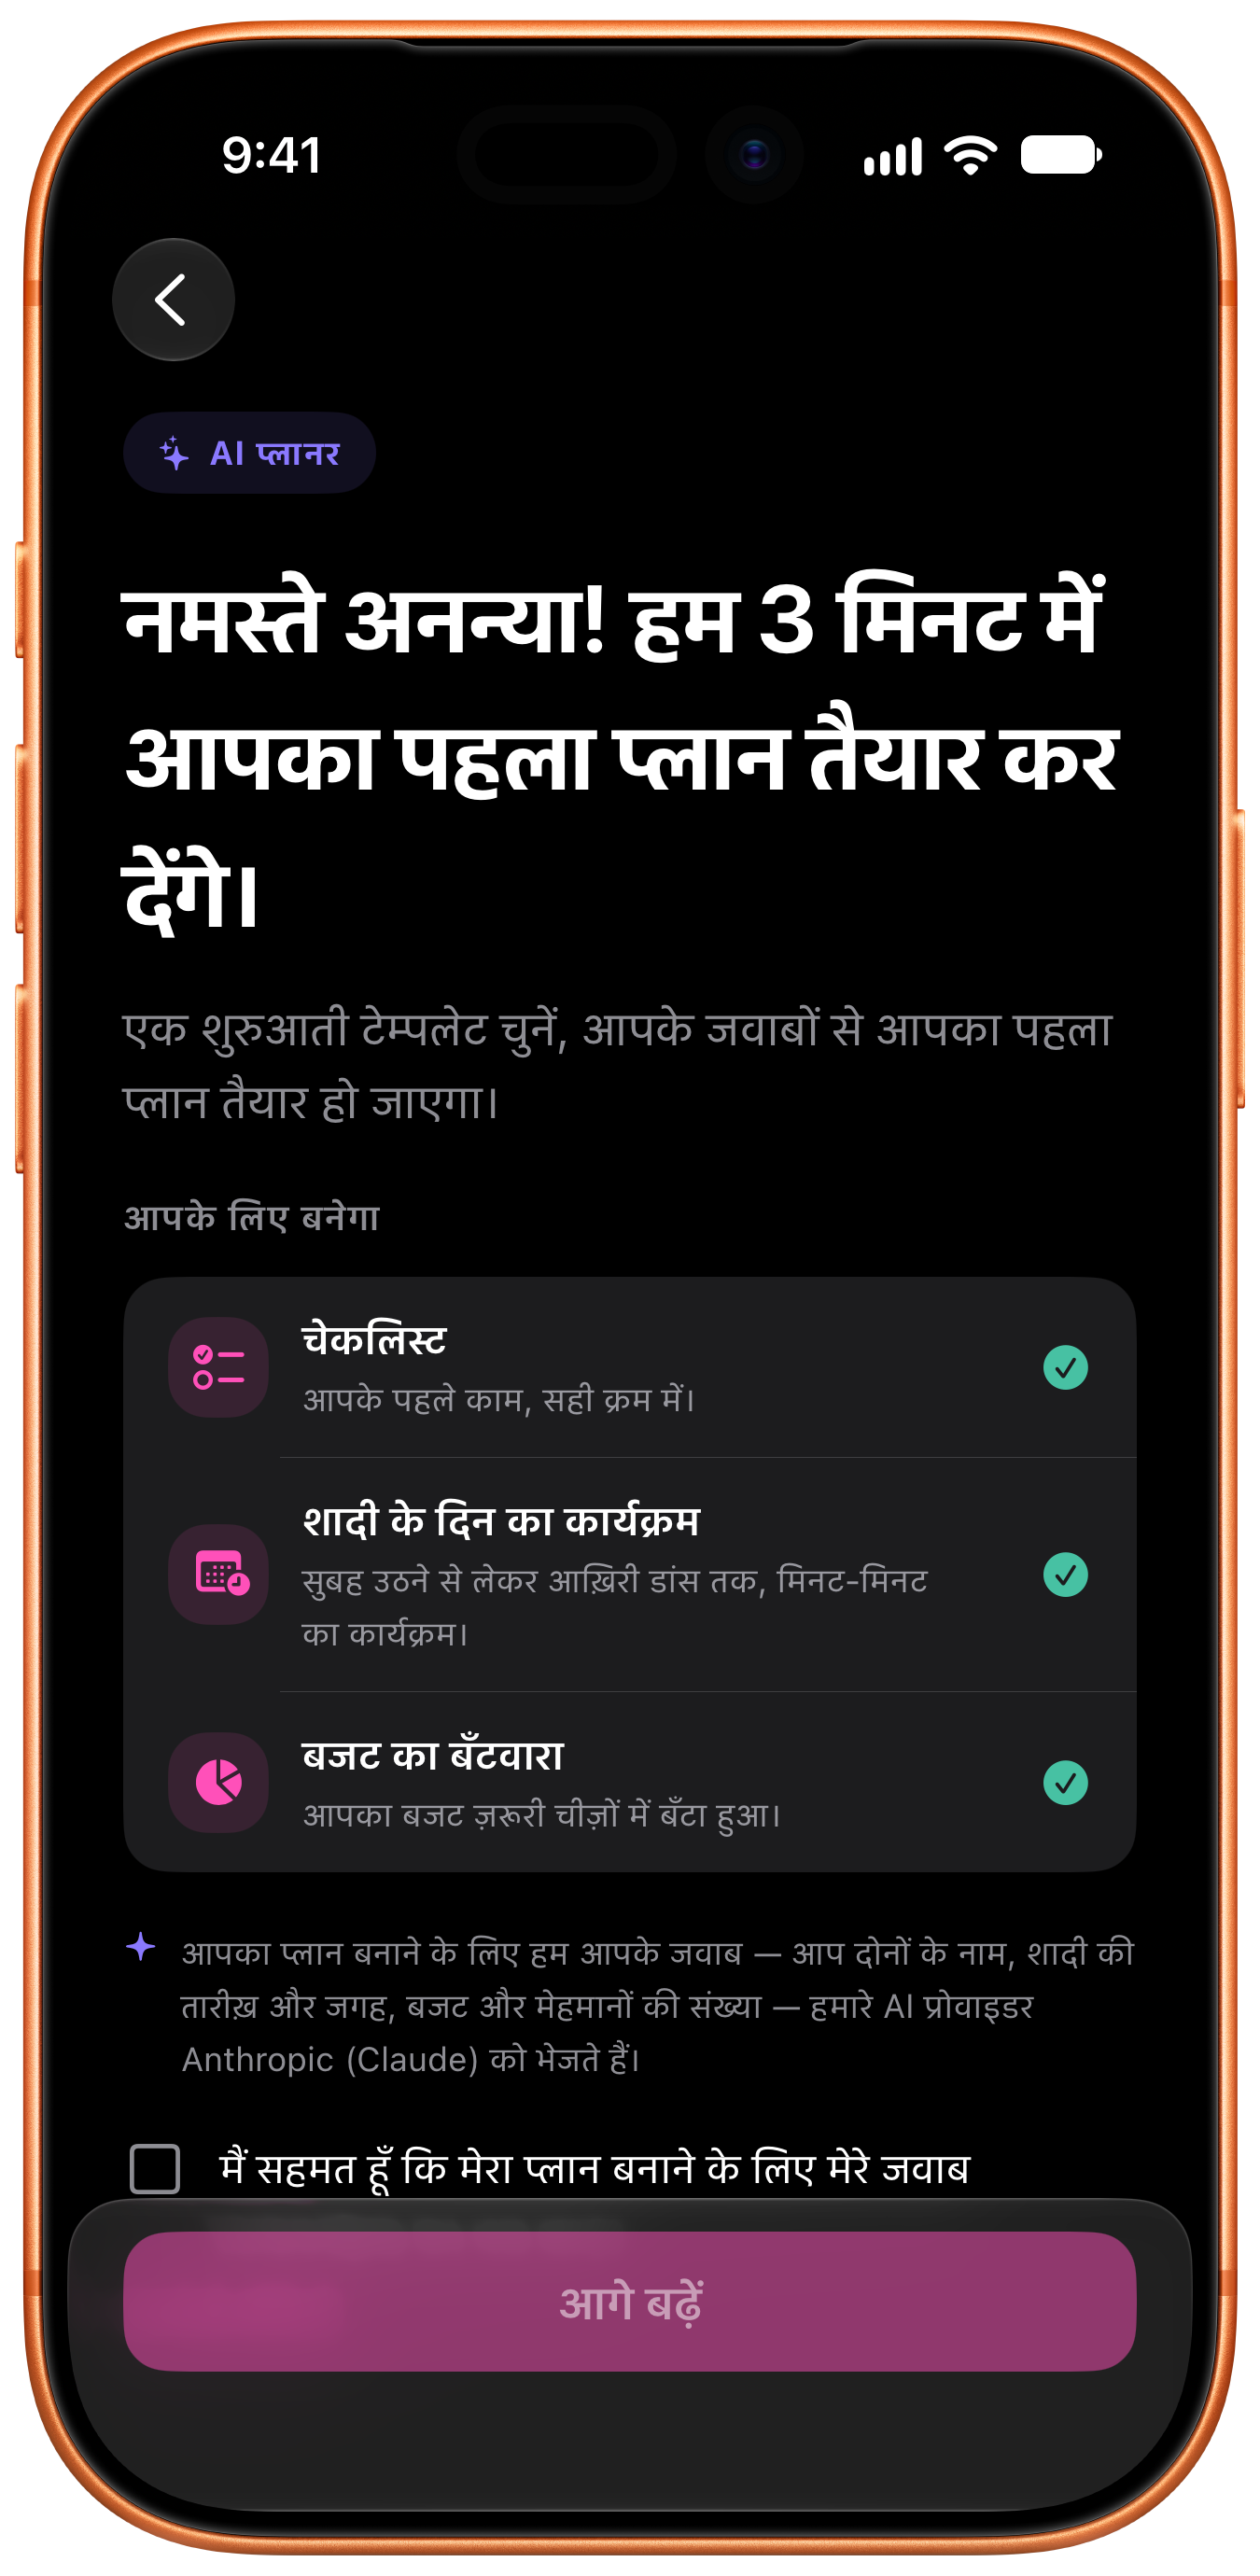 9:41
AI प्लानर
नमस्ते अनन्या! हम 3 मिनट में
आपका पहला प्लान तैयार कर
देंगे।
एक शुरुआती टेम्पलेट चुनें, आपके जवाबों से आपका पहला
प्लान तैयार हो जाएगा।
आपके लिए बनेगा
चेकलिस्ट
आपके पहले काम, सही क्रम में।
शादी के दिन का कार्यक्रम
सुबह उठने से लेकर आख़िरी डांस तक, मिनट-मिनट
का कार्यक्रम।
बजट का बँटवारा
आपका बजट ज़रूरी चीज़ों में बँटा हुआ।
आपका प्लान बनाने के लिए हम आपके जवाब — आप दोनों के नाम, शादी की
तारीख़ और जगह, बजट और मेहमानों की संख्या — हमारे AI प्रोवाइडर
Anthropic (Claude) को भेजते हैं।
मैं सहमत हूँ कि मेरा प्लान बनाने के लिए मेरे जवाब
आगे बढ़ें